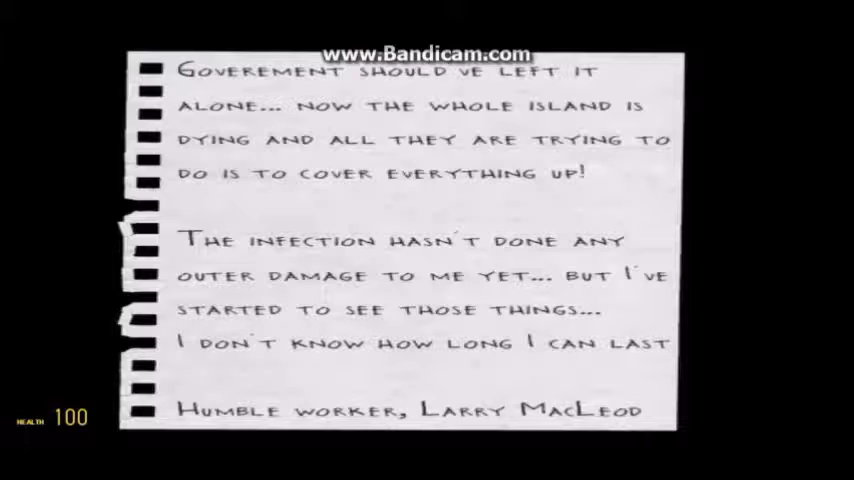 www.Bandicam.com
GOVEREMENT SHOULD VE LEFT IT
ALONE... NOW THE WHOLE ISLAND IS
DYING AND ALL THEY ARE TRYING TO
DO IS TO COVER EVERYTHING UP!
THE INFECTION HASN'T DONE ANY
OUTER DAMAGE TO ME YET... BUT I'VE
STARTED TO SEE THOSE THINGS...
I DON'T KNOW HOW LONG I CAN LAST
HUMBLE WORKER, LARRY MACLEOD
HEALTH 100